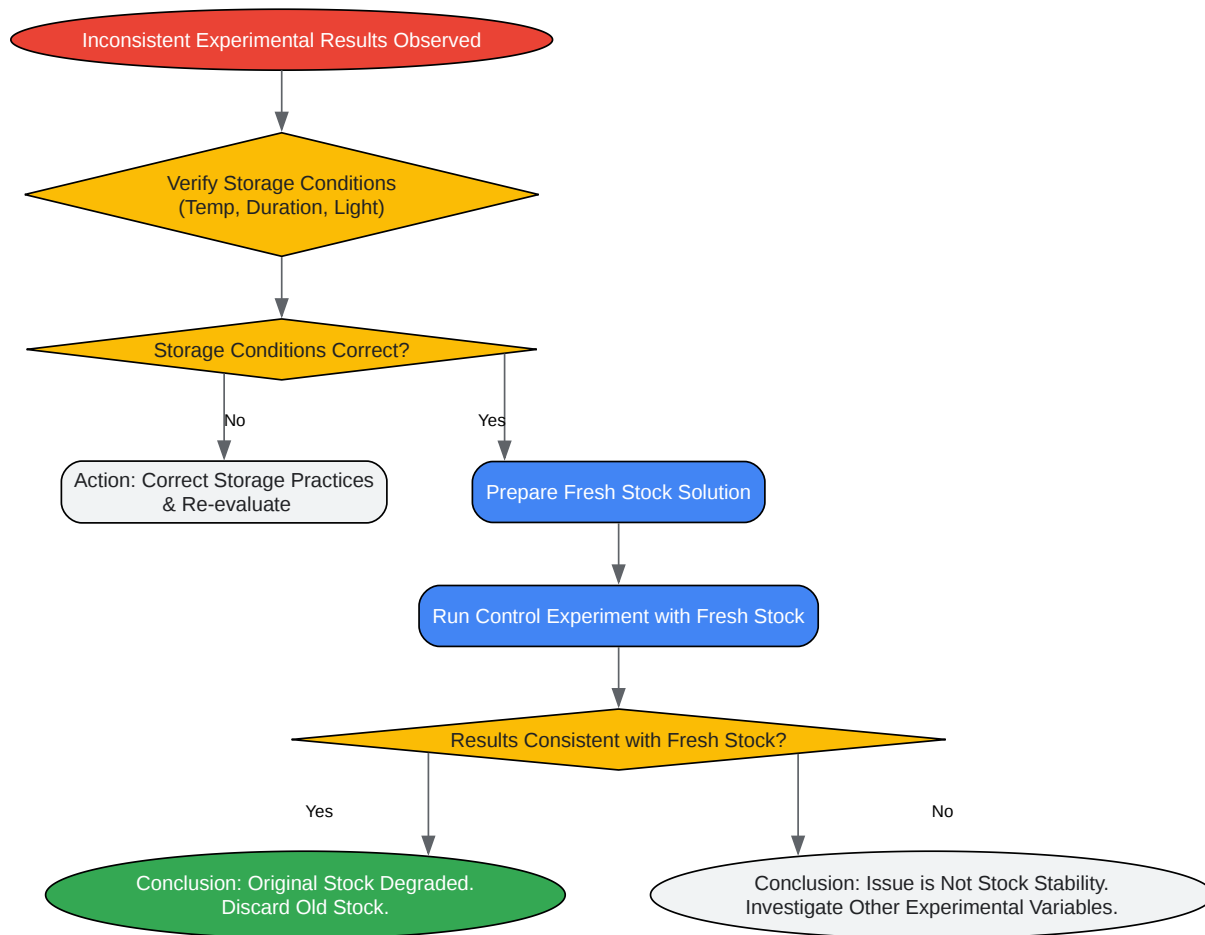 Inconsistent Experimental Results Observed
Verify Storage Conditions
(Temp, Duration, Light)
Storage Conditions Correct?
No
Yes
Action: Correct Storage Practices
& Re-evaluate
Prepare Fresh Stock Solution
Run Control Experiment with Fresh Stock
Results Consistent with Fresh Stock?
Yes
No
Conclusion: Original Stock Degraded.
Discard Old Stock.
Conclusion: Issue is Not Stock Stability.
Investigate Other Experimental Variables.